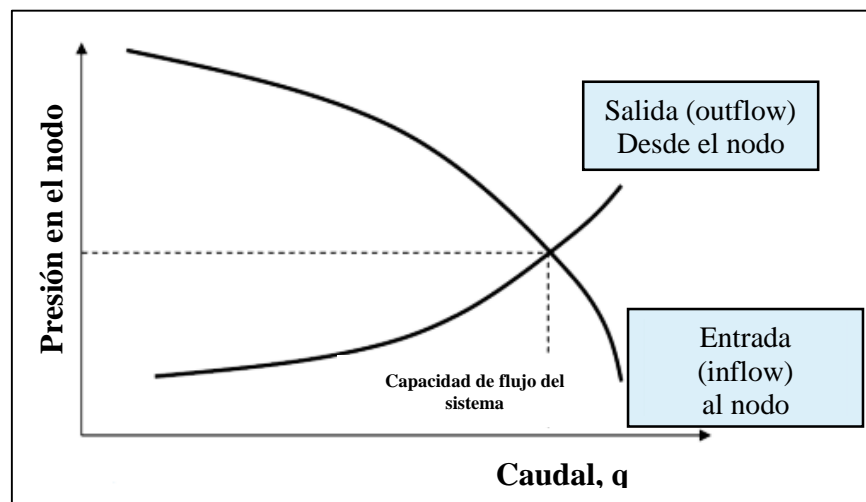 Presión en el nodo
Salida (outflow)
Desde el nodo
Entrada
(inflow)
al nodo
Capacidad de flujo del
sistema
Caudal, q